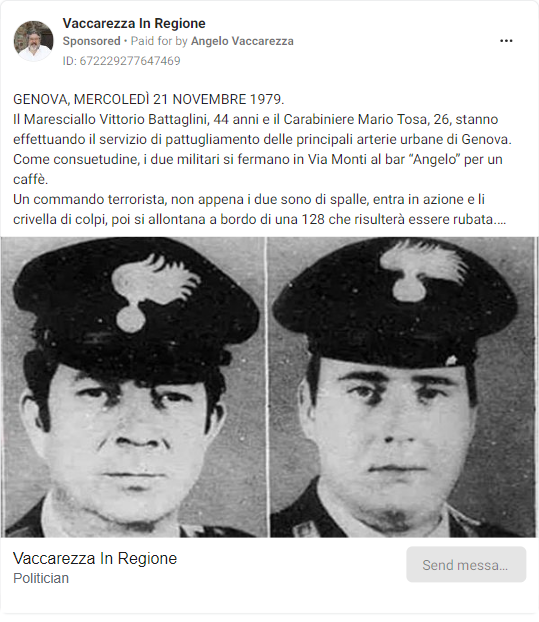 Vaccarezza In Regione
Sponsored • Paid for by Angelo Vaccarezza
ID: 672229277647469
GENOVA, MERCOLEDÌ 21 NOVEMBRE 1979.
Il Maresciallo Vittorio Battaglini, 44 anni e il Carabiniere Mario Tosa, 26, stanno
effettuando il servizio di pattugliamento delle principali arterie urbane di Genova.
Come consuetudine, i due militari si fermano in Via Monti al bar “Angelo” per un
caffè.
Un commando terrorista, non appena i due sono di spalle, entra in azione e li
crivella di colpi, poi si allontana a bordo di una 128 che risulterà essere rubata....
Vaccarezza In Regione
Politician
Send messa...